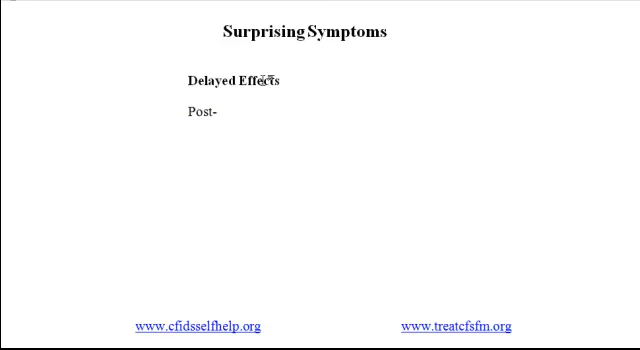 Surprising Symptoms
Delayed Effects
Post-
www.cfidsselfhelp.org www.treatcfsfm.org